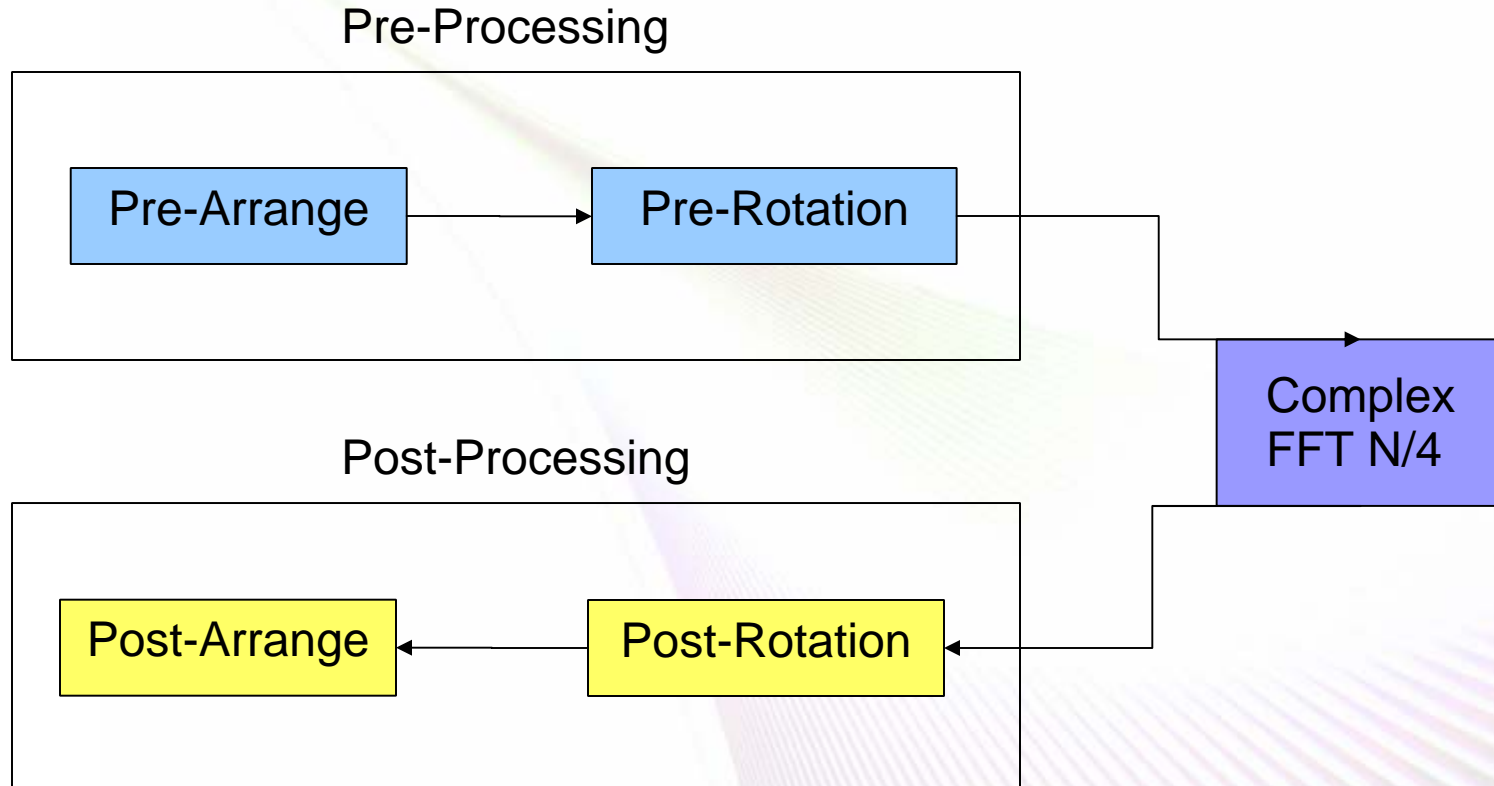 Pre-Processing
Pre-Arrange
Pre-Rotation
Complex
FFT N/4
Post-Processing
Post-Arrange
Post-Rotation